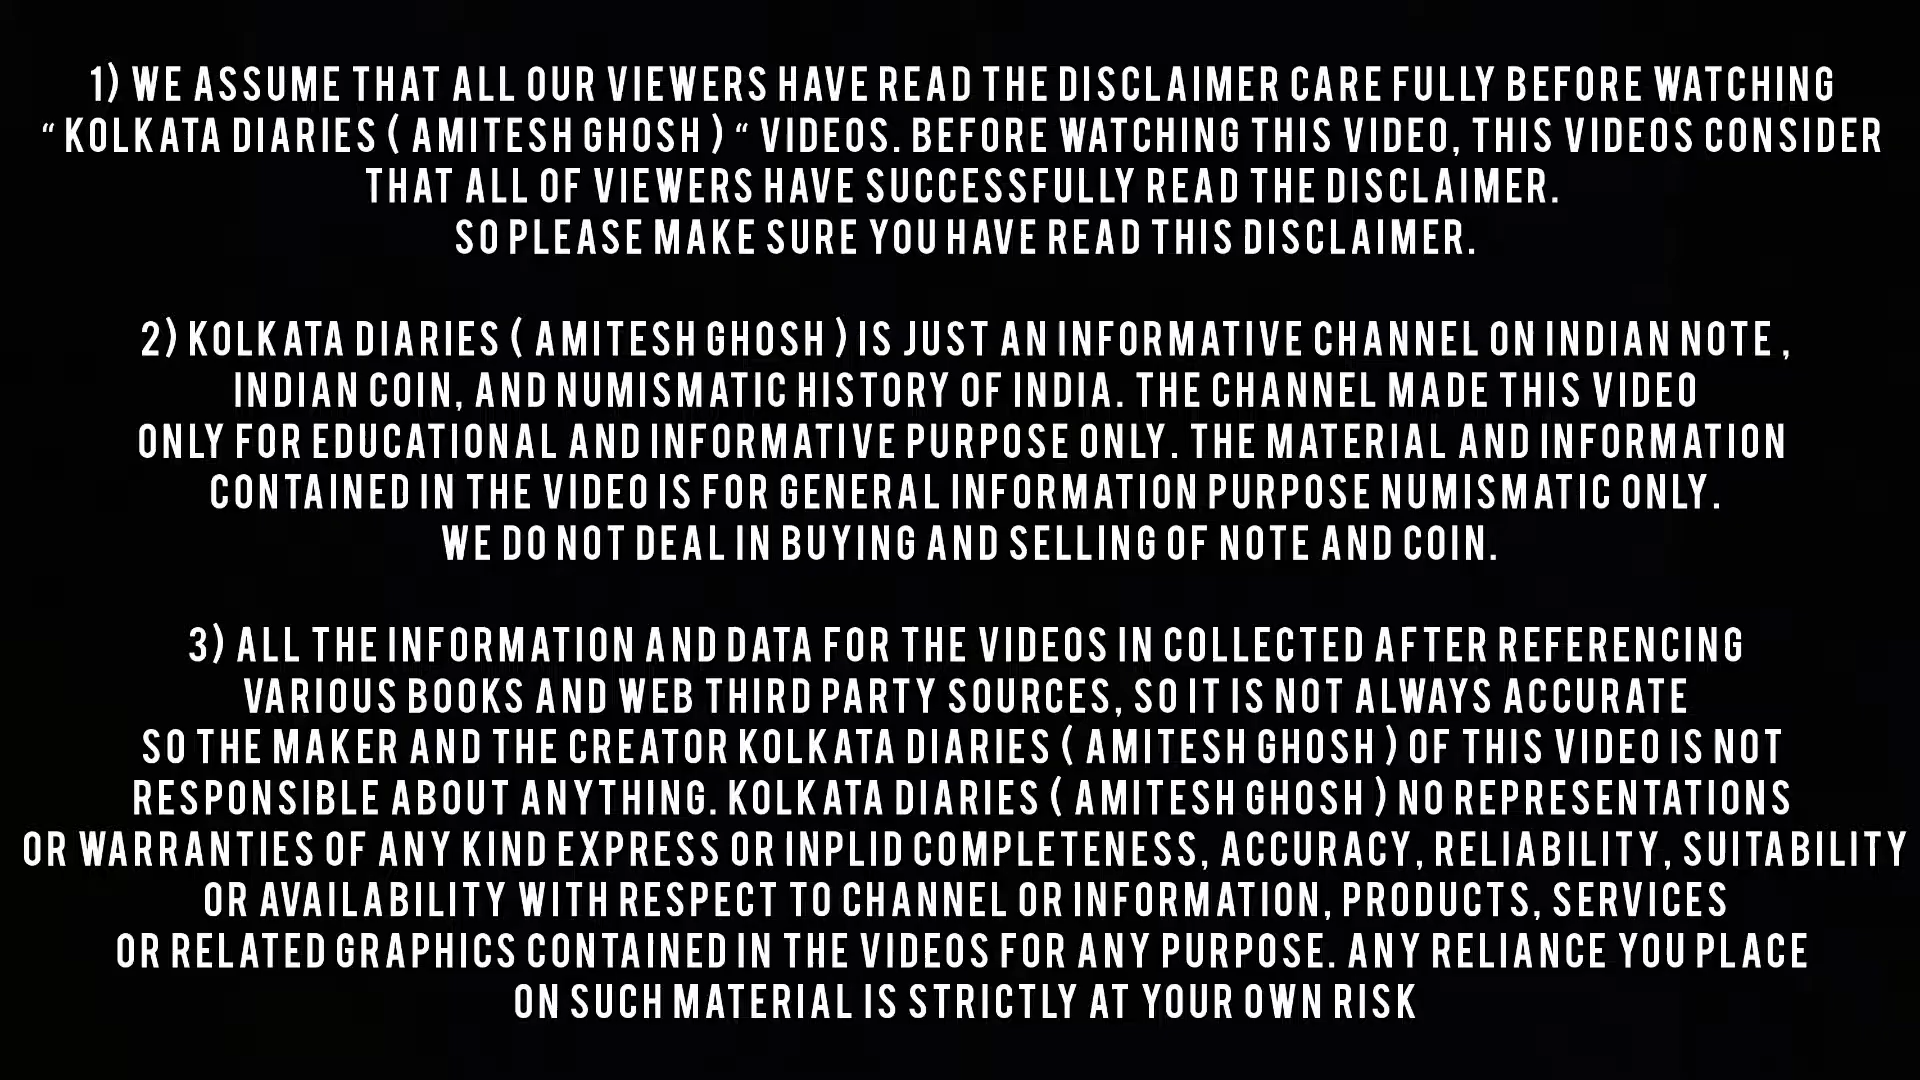 1) WE ASSUME THAT ALL OUR VIEWERS HAVE READ THE DISCLAIMER CARE FULLY BEFORE WATCHING
“ KOLKATA DIARIES ( AMITESH GHOSH ) “ VIDEOS. BEFORE WATCHING THIS VIDEO, THIS VIDEOS CONSIDER
THAT ALL OF VIEWERS HAVE SUCCESSFULLY READ THE DISCLAIMER.
SO PLEASE MAKE SURE YOU HAVE READ THIS DISCLAIMER.
2) KOLKATA DIARIES ( AMITESH GHOSH ) IS JUST AN INFORMATIVE CHANNEL ON INDIAN NOTE ,
INDIAN COIN, AND NUMISMATIC HISTORY OF INDIA. THE CHANNEL MADE THIS VIDEO
ONLY FOR EDUCATIONAL AND INFORMATIVE PURPOSE ONLY. THE MATERIAL AND INFORMATION
CONTAINED IN THE VIDEO IS FOR GENERAL INFORMATION PURPOSE NUMISMATIC ONLY.
WE DO NOT DEAL IN BUYING AND SELLING OF NOTE AND COIN.
3) ALL THE INFORMATION AND DATA FOR THE VIDEOS IN COLLECTED AFTER REFERENCING
VARIOUS BOOKS AND WEB THIRD PARTY SOURCES, SO IT IS NOT ALWAYS ACCURATE
SO THE MAKER AND THE CREATOR KOLKATA DIARIES ( AMITESH GHOSH ) OF THIS VIDEO IS NOT
RESPONSIBLE ABOUT ANYTHING. KOLKATA DIARIES ( AMITESH GHOSH ) NO REPRESENTATIONS
OR WARRANTIES OF ANY KIND EXPRESS OR INPLID COMPLETENESS, ACCURACY, RELIABILITY, SUITABILITY
OR AVAILABILITY WITH RESPECT TO CHANNEL OR INFORMATION, PRODUCTS, SERVICES
OR RELATED GRAPHICS CONTAINED IN THE VIDEOS FOR ANY PURPOSE. ANY RELIANCE YOU PLACE
ON SUCH MATERIAL IS STRICTLY AT YOUR OWN RISK